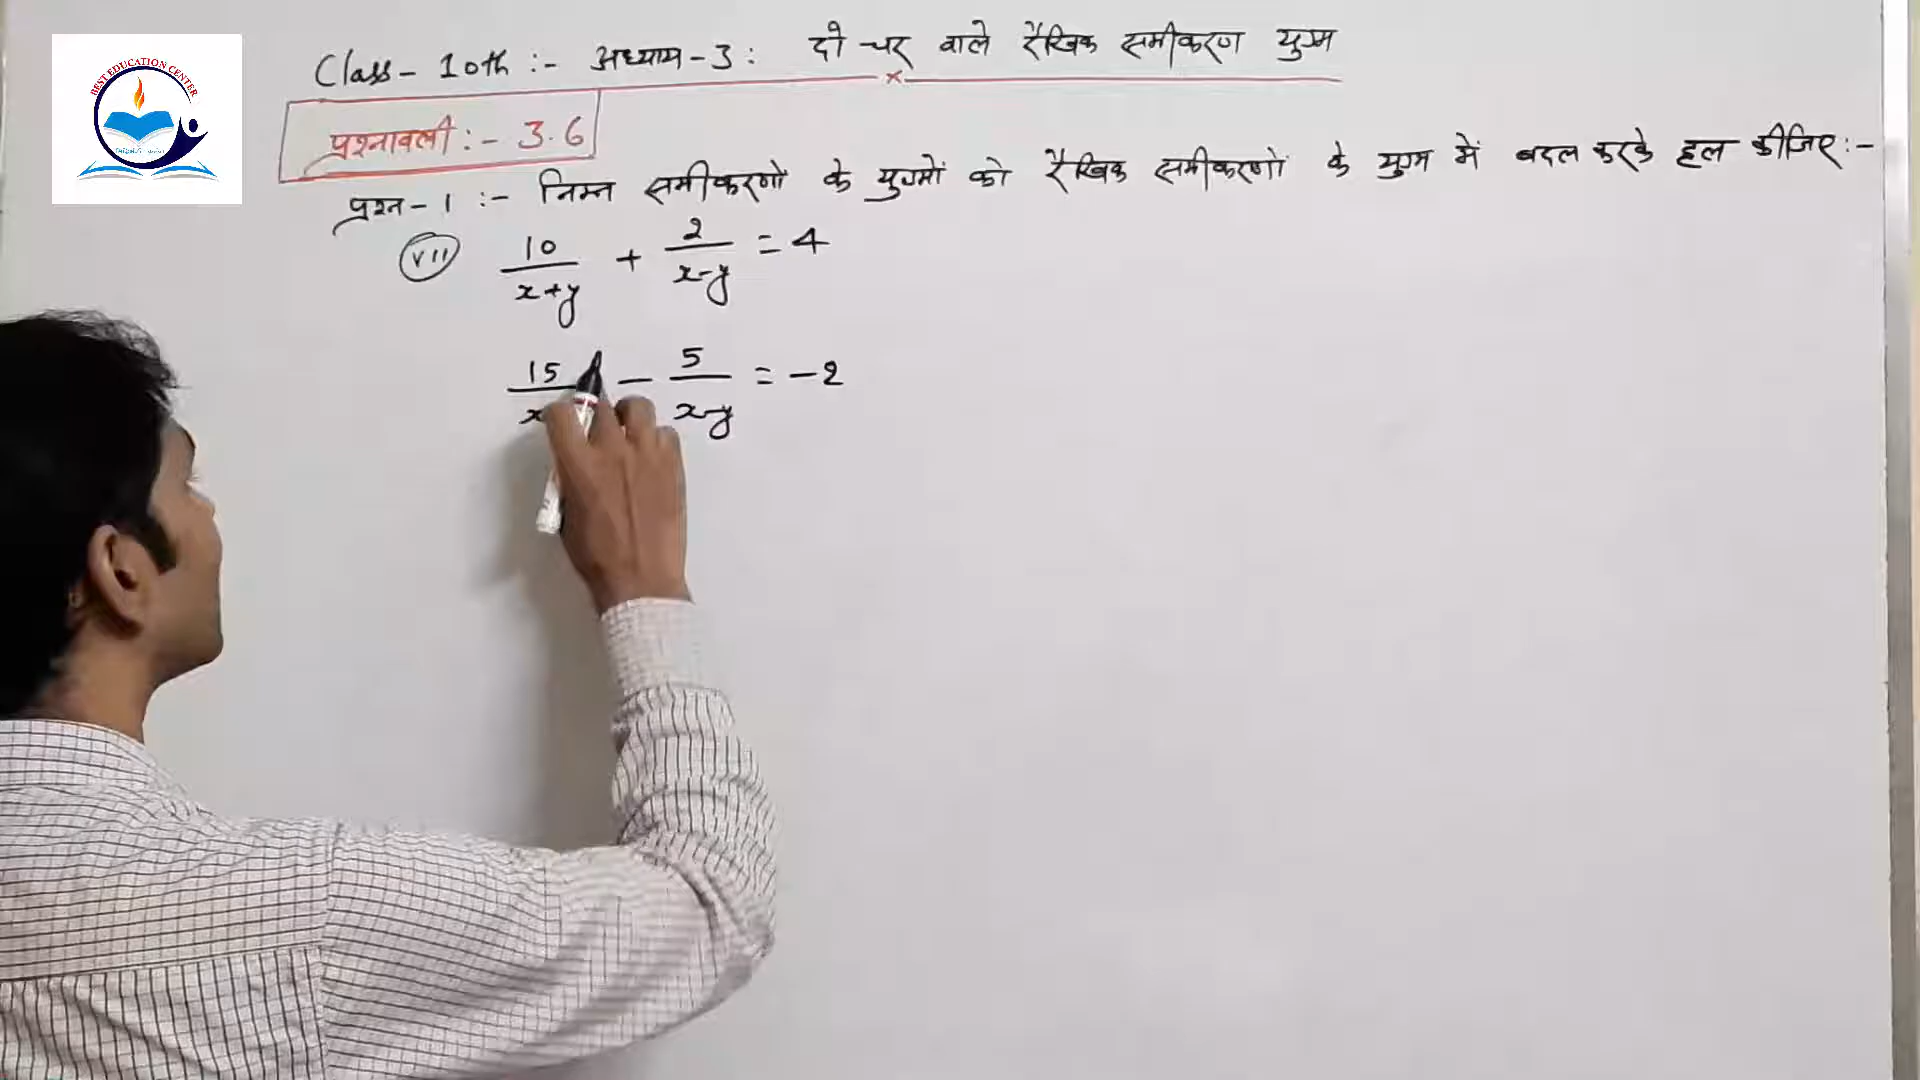 BEST EDUCATION CENTER
Class - 10th :- अध्याय - 3 : दो चर वाले रैखिक समीकरण युग्म
प्रश्नावली :- 3.6
प्रश्न - 1 :- निम्न समीकरणो के युग्मों को रैखिक समीकरणों के युग्म में बदल करके हल कीजिए :-
(vii) 10/x+y + 2/x-y = 4
15/x - 5/x-y = -2